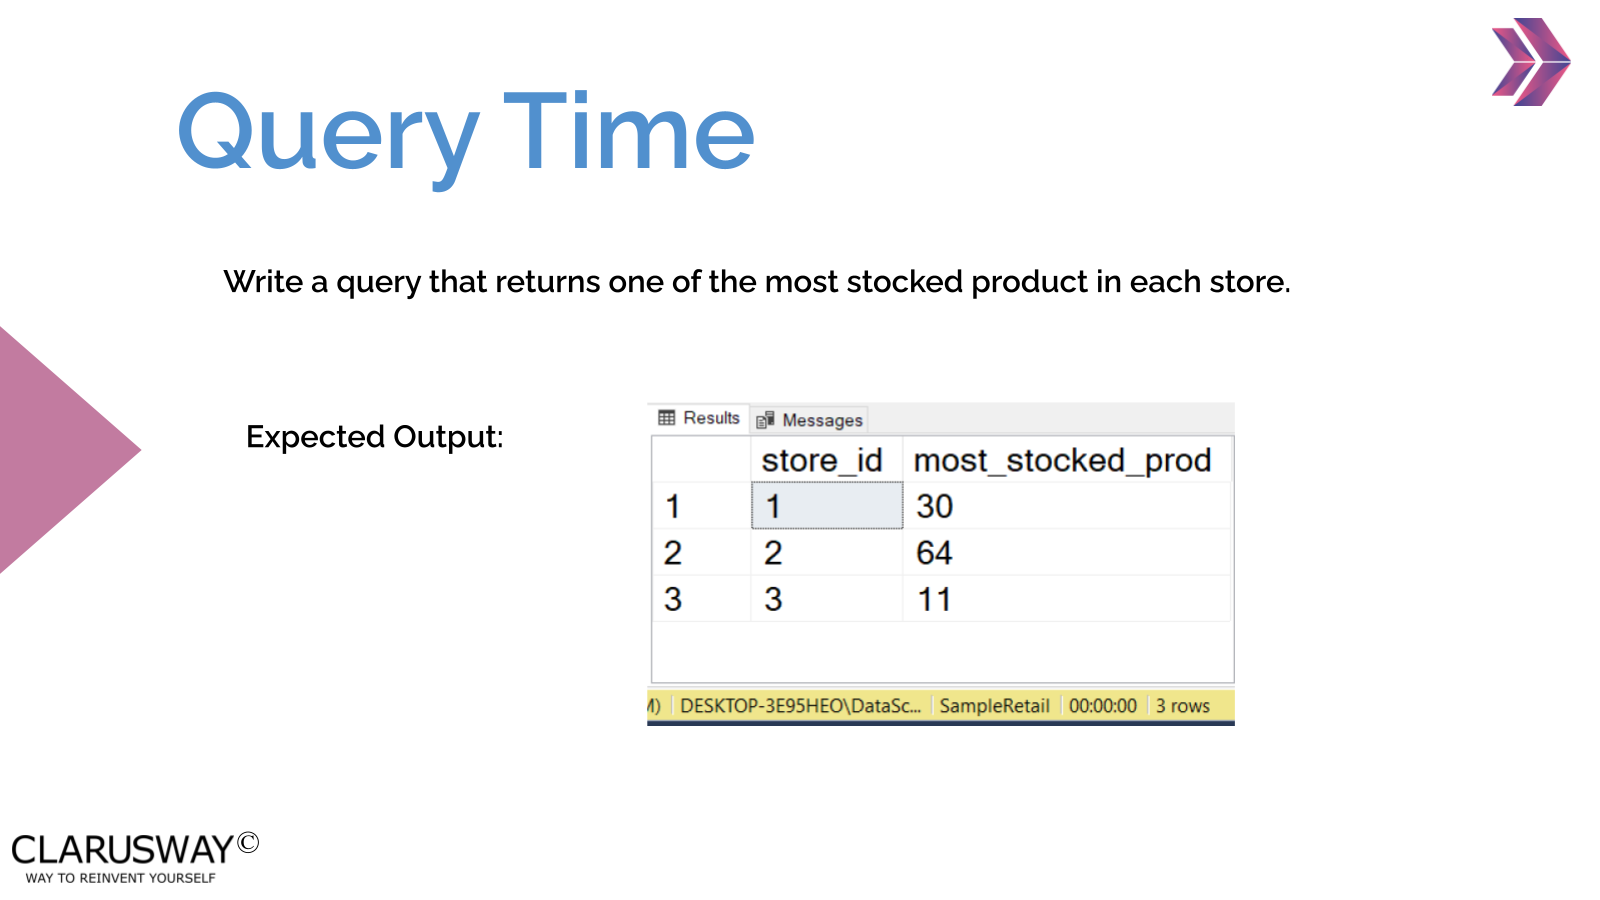 Query Time
Write a query that returns one of the most stocked product in each store.
Expected Output:
Results Messages
store_id most_stocked_prod
1 1 30
2 2 64
3 3 11
DESKTOP-3E95HEO\DataSc... SampleRetail 00:00:00 3 rows
CLARUSWAY©
WAY TO REINVENT YOURSELF